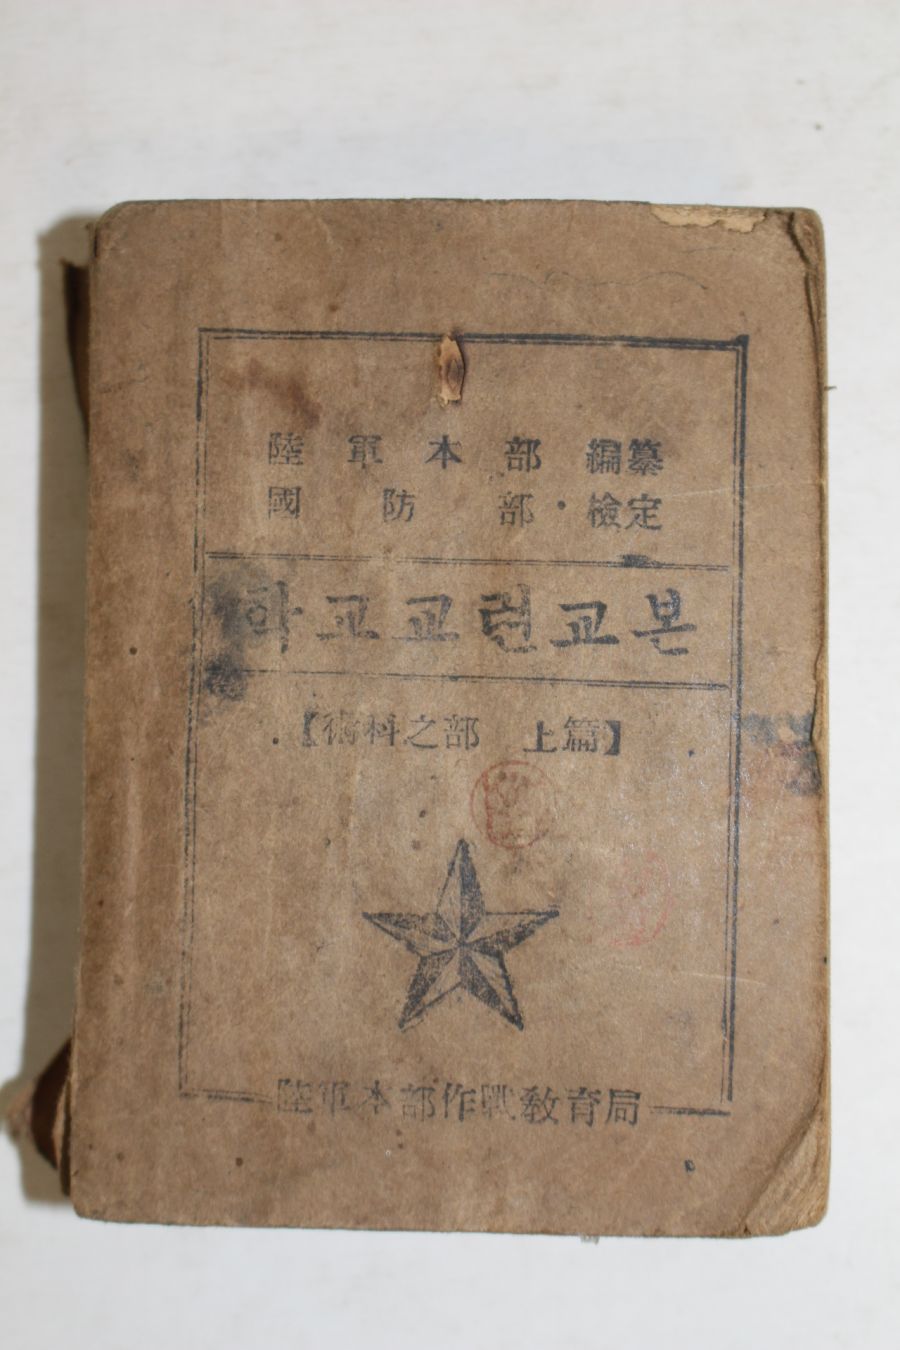 陸軍本部 編纂
國防部·檢定
학교교련교본
【術科之部 上篇】
陸軍本部作戰敎育局